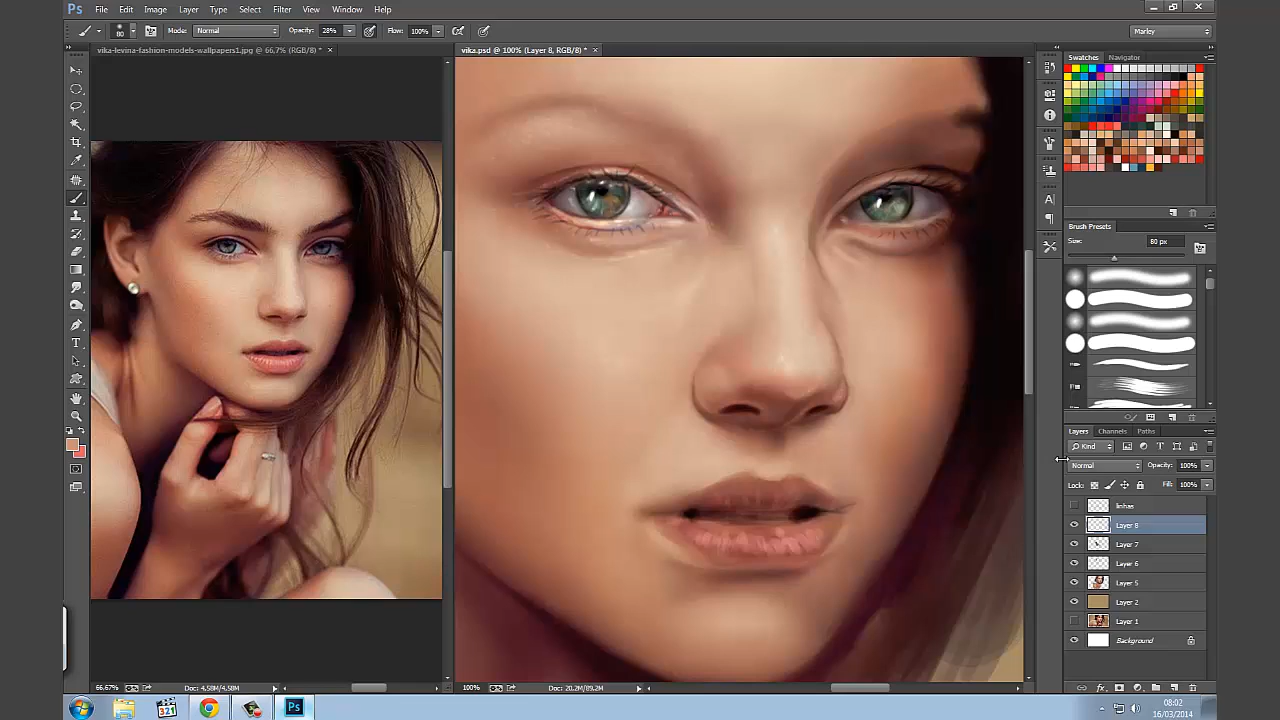 Ps File Edit Image Layer Type Select Filter View Window Help
80 Mode: Normal Opacity: 28% Flow: 100% Marley
vika-levina-fashion-models-wallpapers1.jpg @ 66.7% (RGB/8) * ×
vika.psd @ 100% (Layer 8, RGB/8) * ×
Swatches Navigator
Brush Presets
Size: 80 px
Layers Channels Paths
Kind
Normal Opacity: 100%
Lock: Fill: 100%
linhas
Layer 8
Layer 7
Layer 6
Layer 5
Layer 2
Layer 1
Background
66.67% Doc: 4,58M/4,58M
100% Doc: 20,2M/89,2M
321 Ps
08:02
16/03/2014